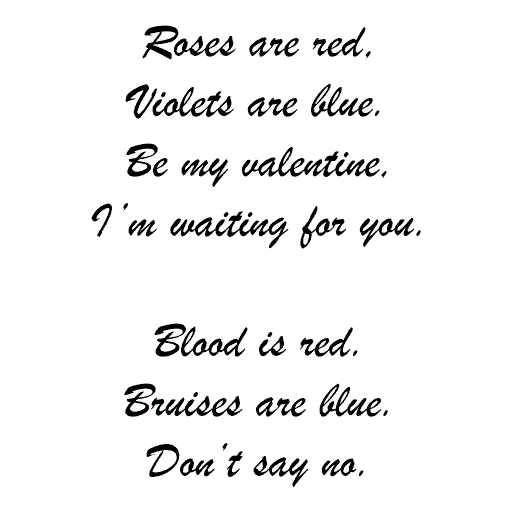 Roses are red,
Violets are blue.
Be my valentine,
I'm waiting for you.
Blood is red.
Bruises are blue.
Don't say no.